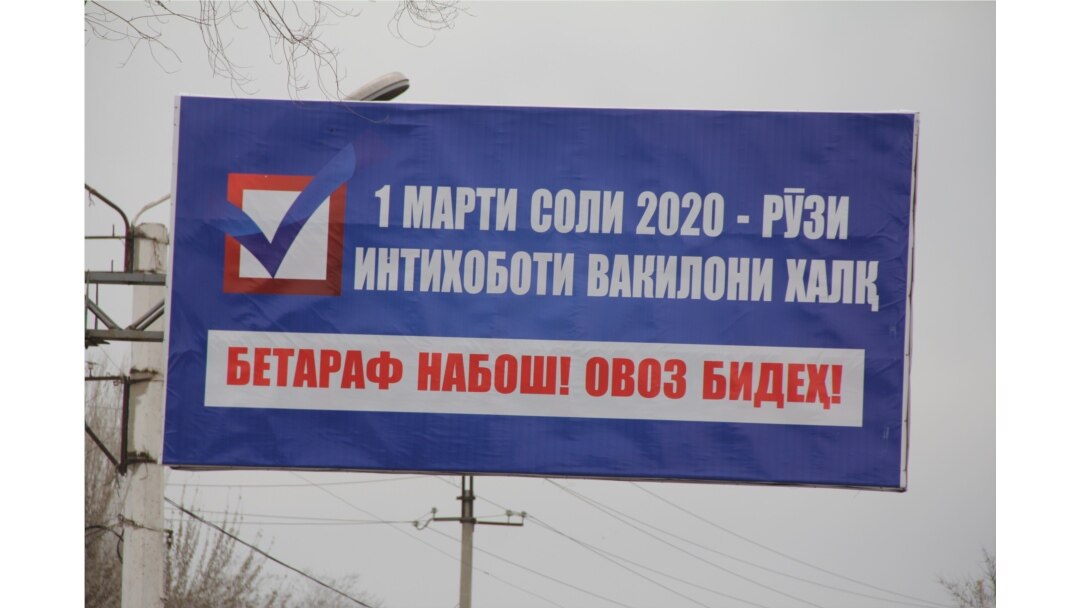 1 МАРТИ СОЛИ 2020 - РӮЗИ
ИНТИХОБОТИ ВАКИЛОНИ ХАЛҚ
БЕТАРАФ НАБОШ! ОВОЗ БИДЕҲ!